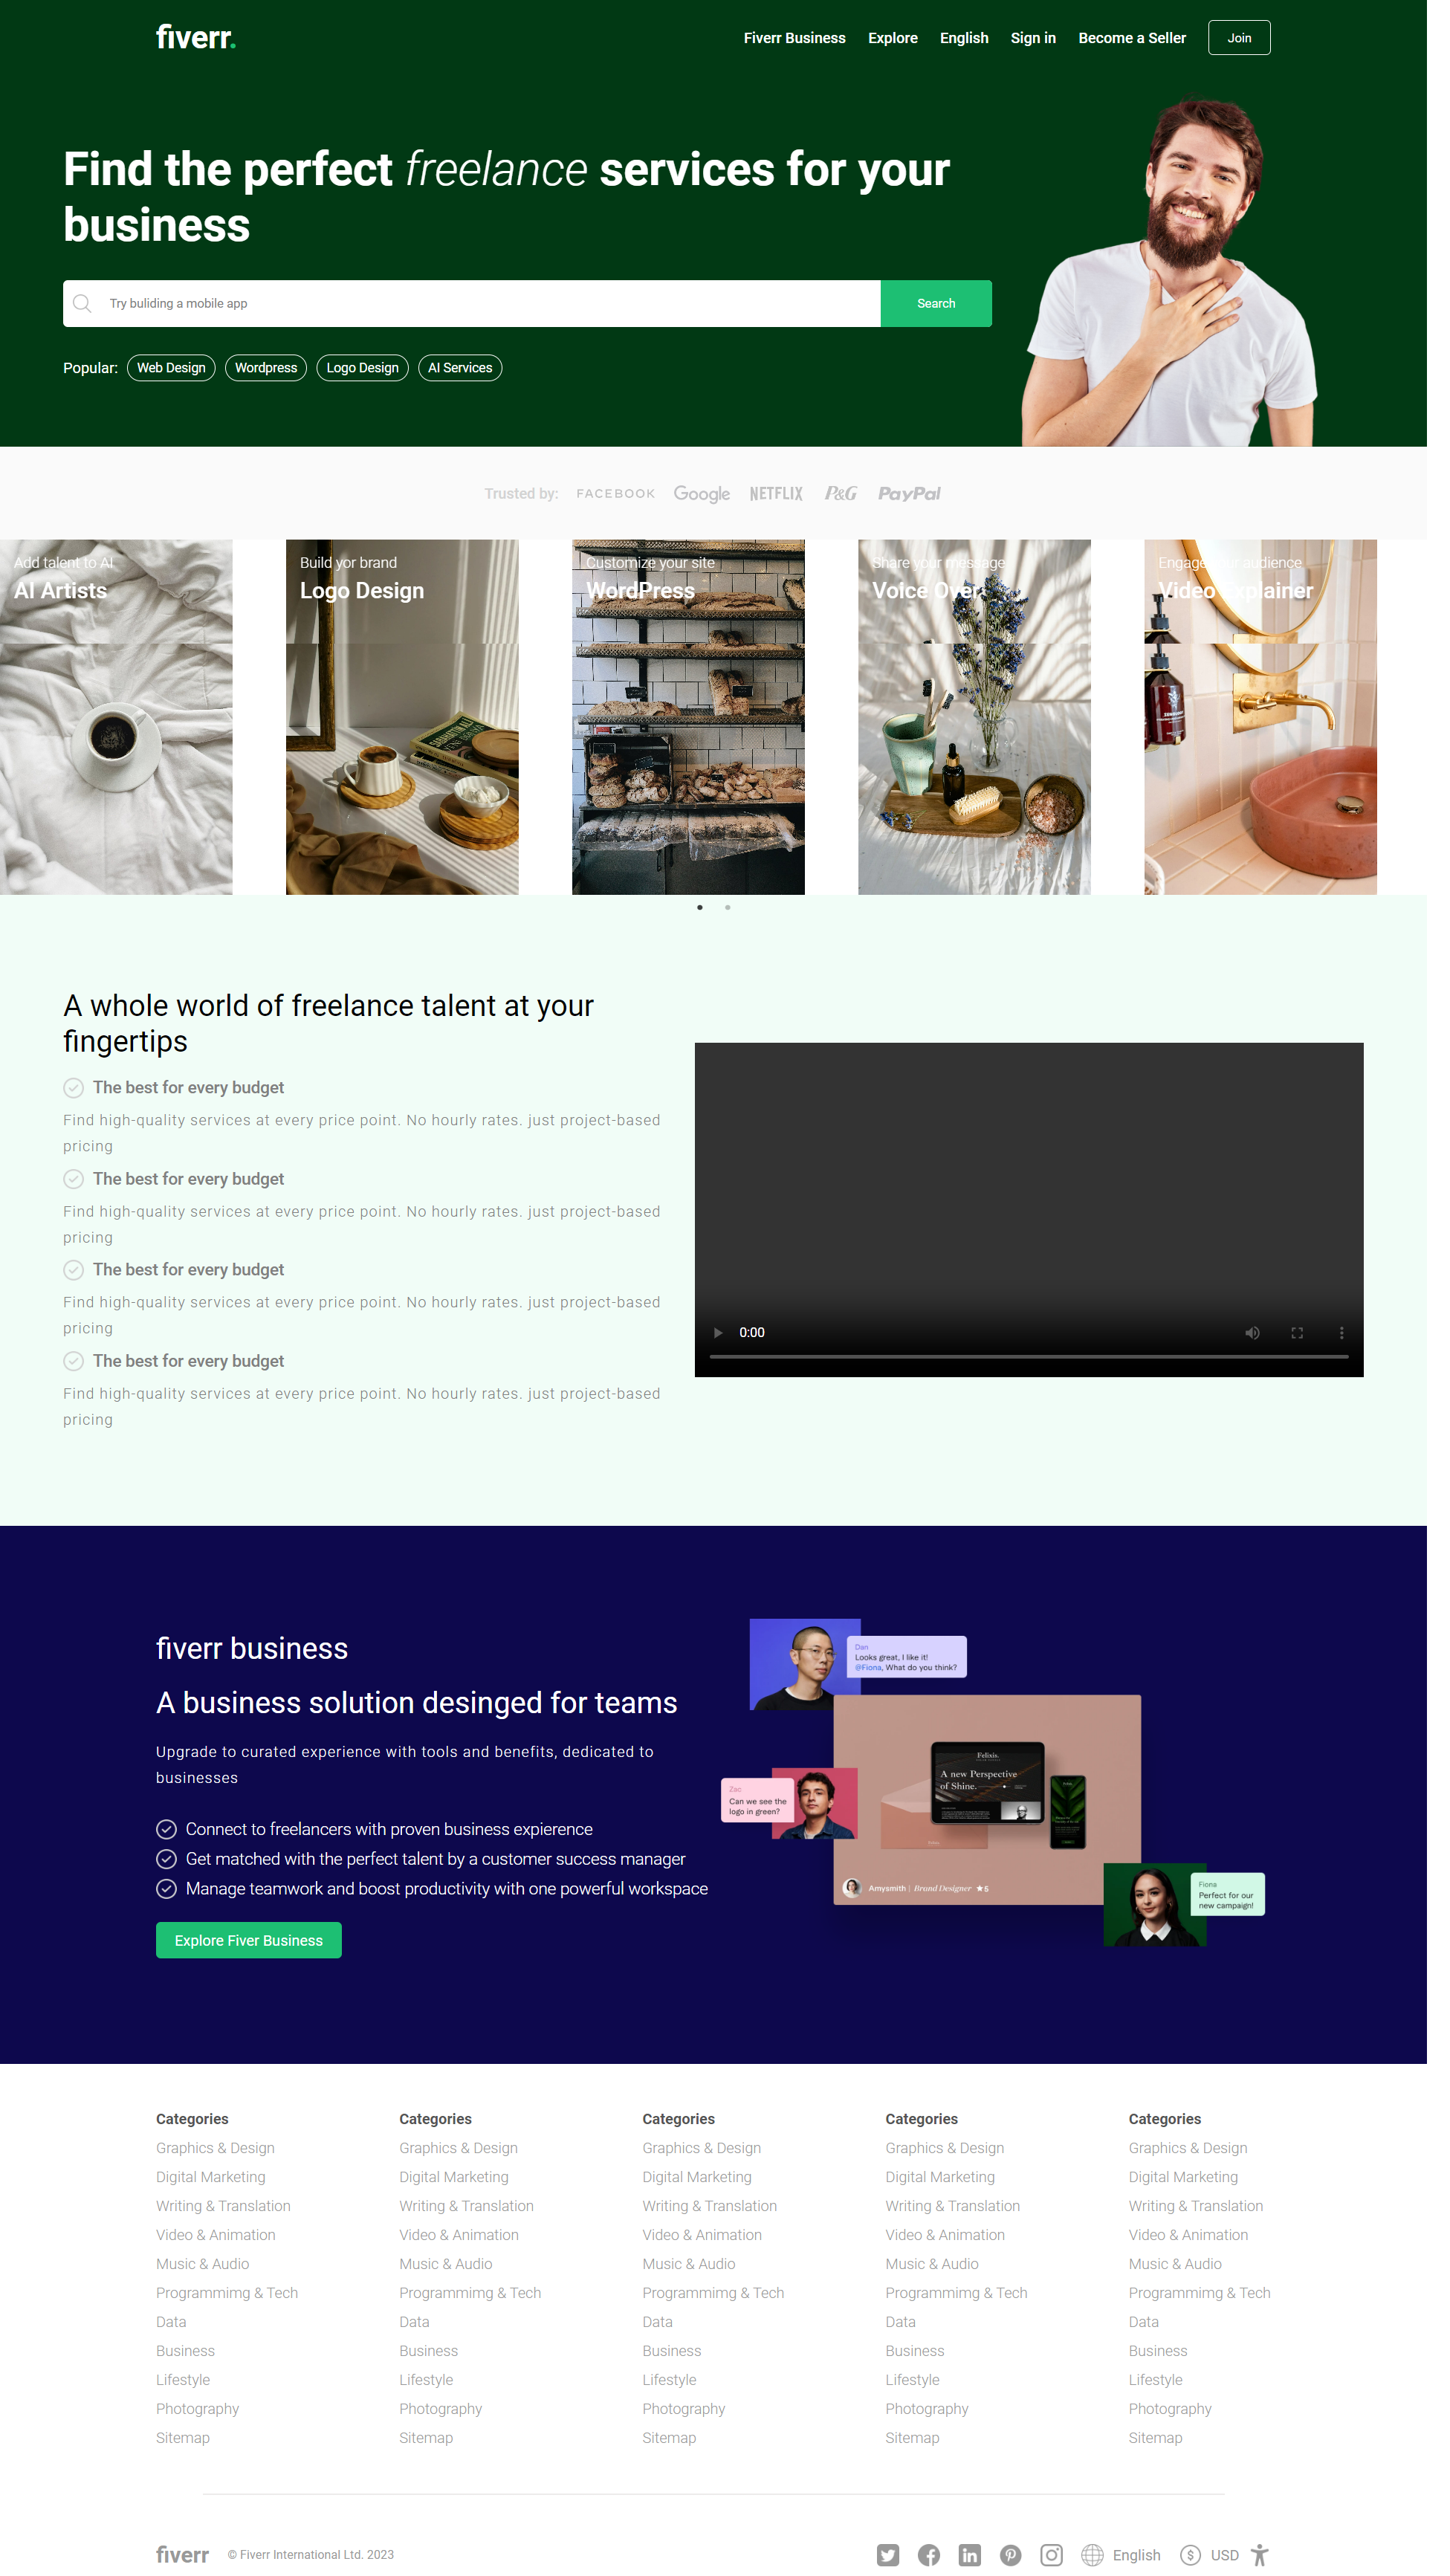 fiverr.
Fiverr Business Explore English Sign in Become a Seller Join
Find the perfect freelance services for your
business
Try buliding a mobile app
Search
Popular: Web Design Wordpress Logo Design AI Services
Trusted by: FACEBOOK Google NETFLIX P&G PayPal
Add talent to AI
AI Artists
Build yor brand
Logo Design
Customize your site
WordPress
Share your message
Voice Over
Engage your audience
Video Explainer
A whole world of freelance talent at your
fingertips
The best for every budget
Find high-quality services at every price point. No hourly rates. just project-based
pricing
The best for every budget
Find high-quality services at every price point. No hourly rates. just project-based
pricing
The best for every budget
Find high-quality services at every price point. No hourly rates. just project-based
pricing
The best for every budget
Find high-quality services at every price point. No hourly rates. just project-based
pricing
0:00
fiverr business
A business solution desinged for teams
Upgrade to curated experience with tools and benefits, dedicated to
businesses
Connect to freelancers with proven business expierence
Get matched with the perfect talent by a customer success manager
Manage teamwork and boost productivity with one powerful workspace
Explore Fiver Business
Dan
Looks great, I like it!
@Fiona, What do you think?
Felixis.
A new Perspective
of Shine.
Zac
Can we see the
logo in green?
Amysmith | Brand Designer ★5
Fiona
Perfect for our
new campaign!
Categories
Graphics & Design
Digital Marketing
Writing & Translation
Video & Animation
Music & Audio
Programmimg & Tech
Data
Business
Lifestyle
Photography
Sitemap
Categories
Graphics & Design
Digital Marketing
Writing & Translation
Video & Animation
Music & Audio
Programmimg & Tech
Data
Business
Lifestyle
Photography
Sitemap
Categories
Graphics & Design
Digital Marketing
Writing & Translation
Video & Animation
Music & Audio
Programmimg & Tech
Data
Business
Lifestyle
Photography
Sitemap
Categories
Graphics & Design
Digital Marketing
Writing & Translation
Video & Animation
Music & Audio
Programmimg & Tech
Data
Business
Lifestyle
Photography
Sitemap
Categories
Graphics & Design
Digital Marketing
Writing & Translation
Video & Animation
Music & Audio
Programmimg & Tech
Data
Business
Lifestyle
Photography
Sitemap
fiverr © Fiverr International Ltd. 2023
English USD